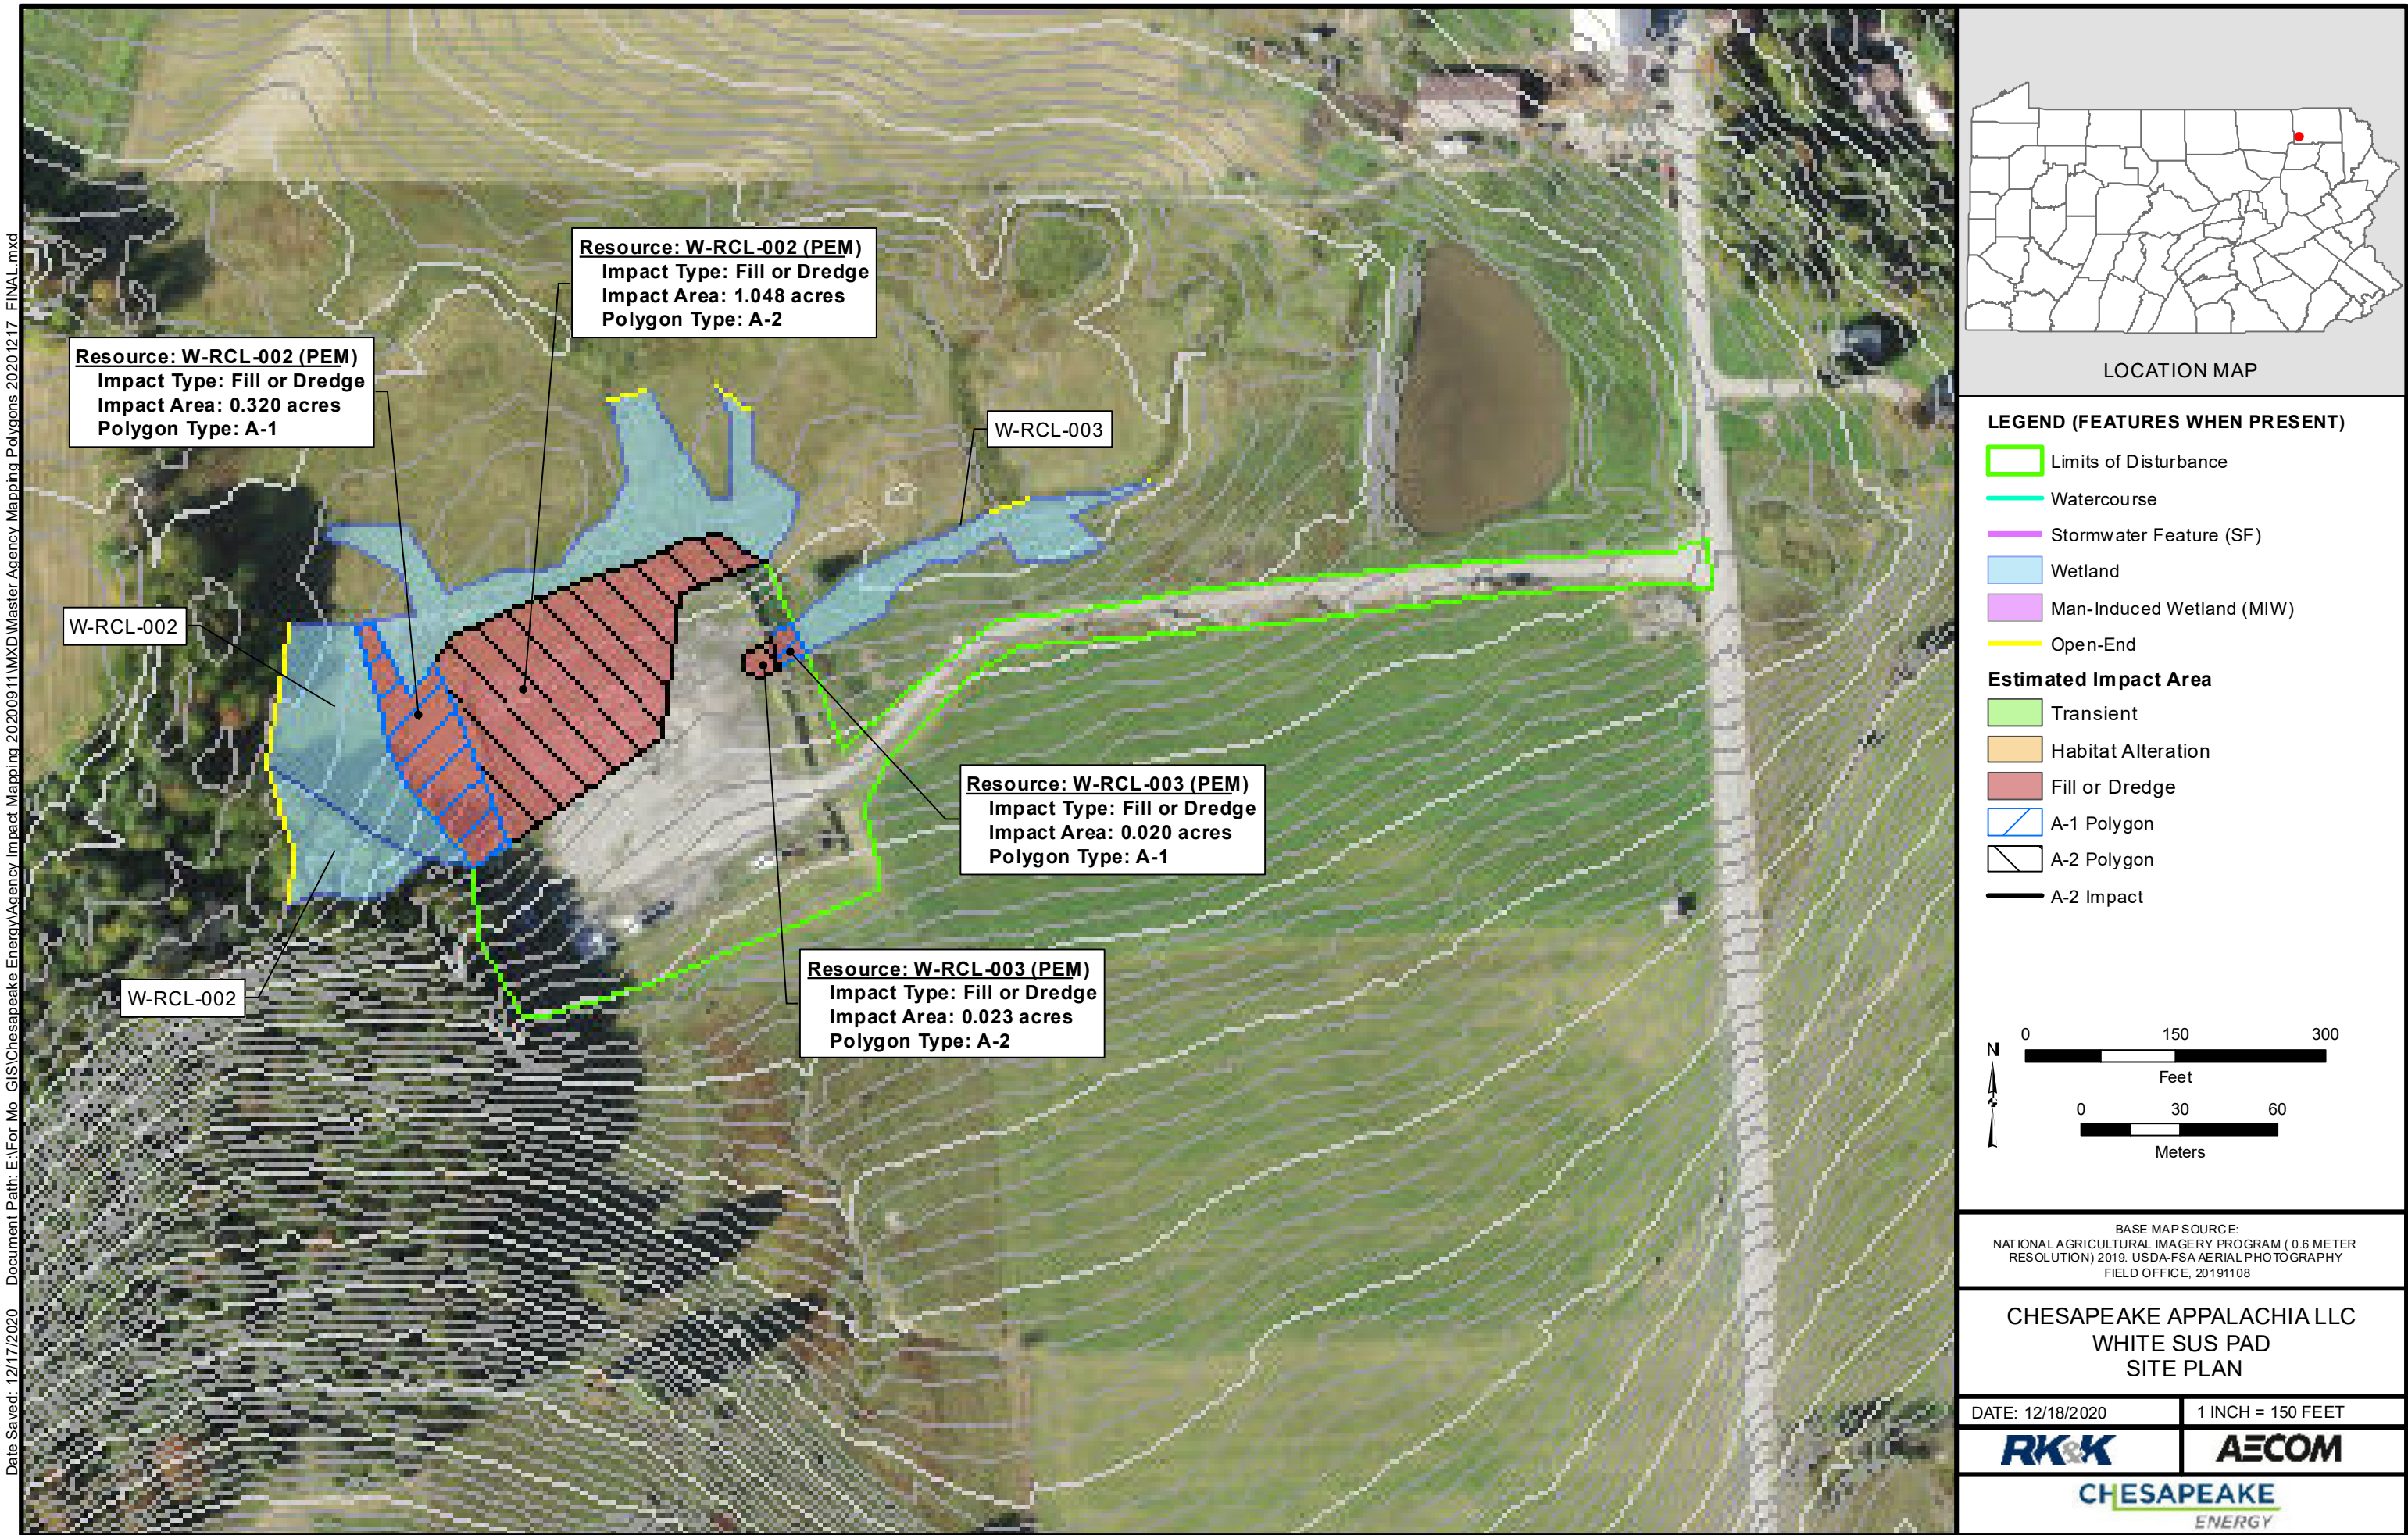 Date Saved: 12/17/2020 Document Path: E:\For Mo GIS\Chesapeake Energy\Agency Impact Mapping 20200911\MXD\Master Agency Mapping Polygons 20201217 FINAL.mxd
Resource: W-RCL-002 (PEM)
Impact Type: Fill or Dredge
Impact Area: 1.048 acres
Polygon Type: A-2
Resource: W-RCL-002 (PEM)
Impact Type: Fill or Dredge
Impact Area: 0.320 acres
Polygon Type: A-1
W-RCL-003
W-RCL-002
Resource: W-RCL-003 (PEM)
Impact Type: Fill or Dredge
Impact Area: 0.020 acres
Polygon Type: A-1
W-RCL-002
Resource: W-RCL-003 (PEM)
Impact Type: Fill or Dredge
Impact Area: 0.023 acres
Polygon Type: A-2
LOCATION MAP
LEGEND (FEATURES WHEN PRESENT)
Limits of Disturbance
Watercourse
Stormwater Feature (SF)
Wetland
Man-Induced Wetland (MIW)
Open-End
Estimated Impact Area
Transient
Habitat Alteration
Fill or Dredge
A-1 Polygon
A-2 Polygon
A-2 Impact
0 150 300
N
Feet
0 30 60
Meters
BASE MAP SOURCE:
NATIONAL AGRICULTURAL IMAGERY PROGRAM ( 0.6 METER
RESOLUTION) 2019. USDA-FSA AERIAL PHOTOGRAPHY
FIELD OFFICE, 20191108
CHESAPEAKE APPALACHIA LLC
WHITE SUS PAD
SITE PLAN
DATE: 12/18/2020
1 INCH = 150 FEET
RK&K
AECOM
CHESAPEAKE
ENERGY